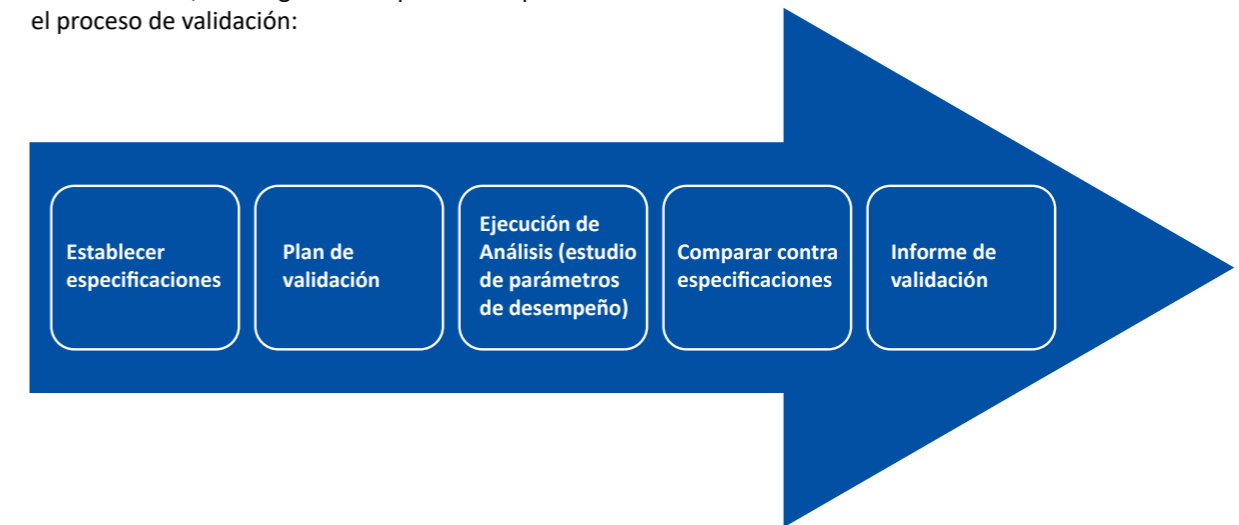 el proceso de validación:
Establecer
especificaciones
Plan de
validación
Ejecución de
Análisis (estudio
de parámetros
de desempeño)
Comparar contra
especificaciones
Informe de
validación